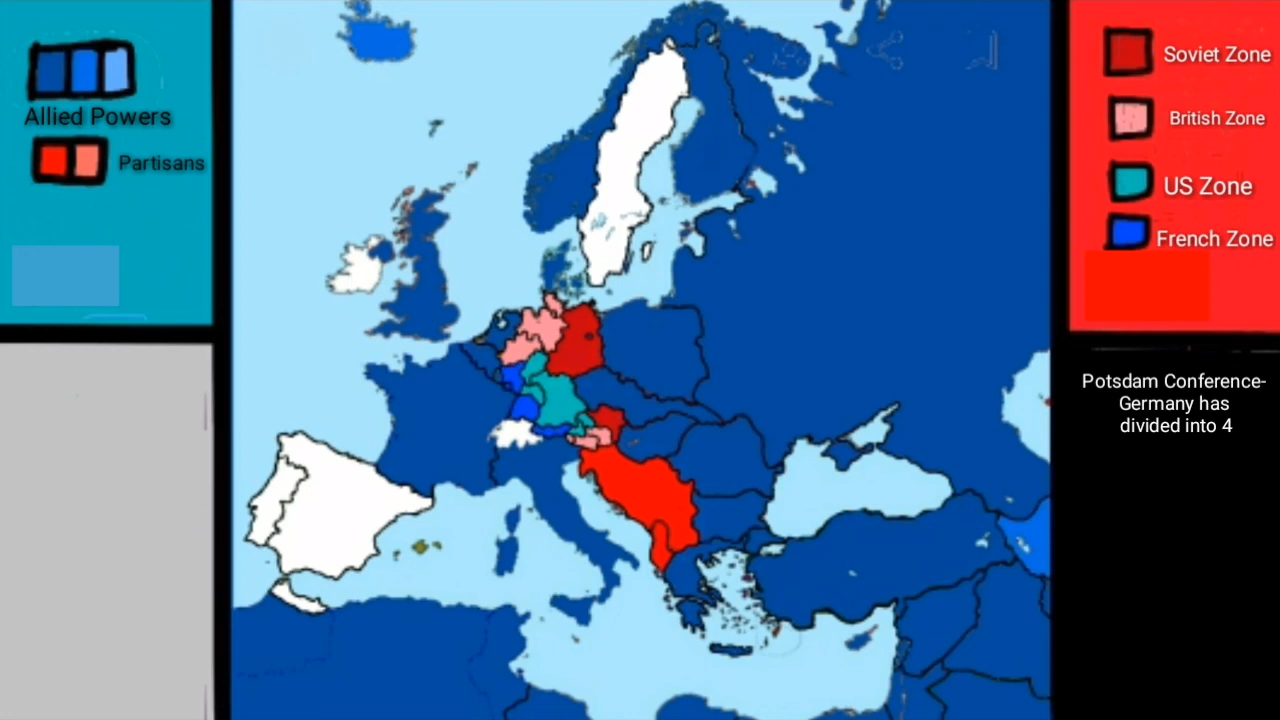 Allied Powers
Partisans
Soviet Zone
British Zone
US Zone
French Zone
Potsdam Conference-
Germany has
divided into 4